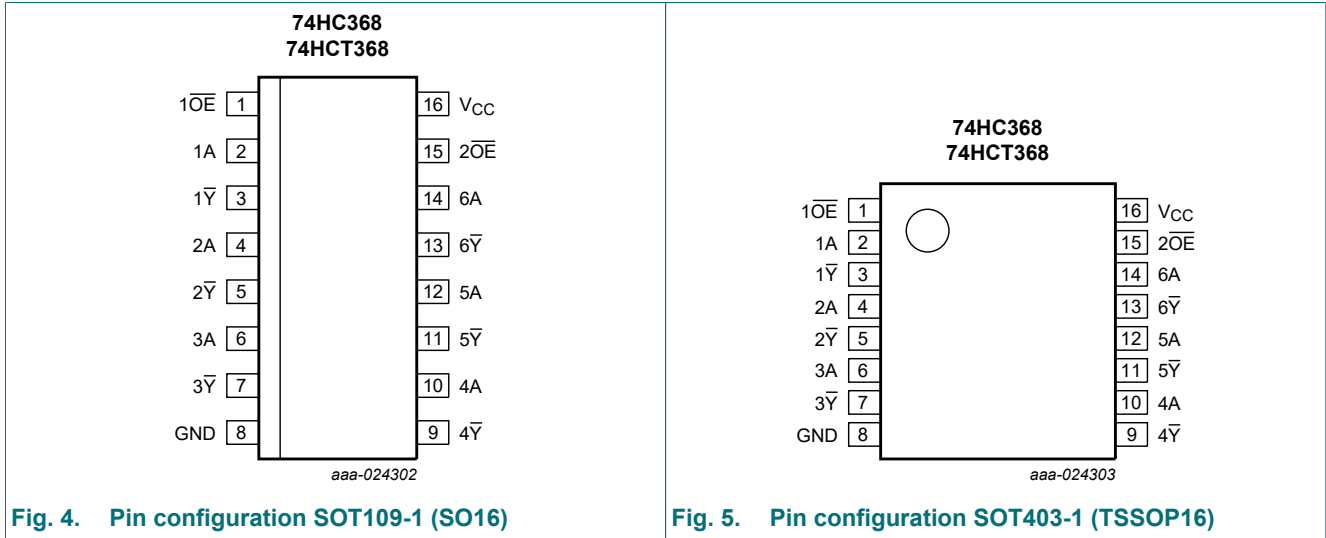 74HC368
74HCT368
1O̅E̅ 1
1A 2
1Y̅ 3
2A 4
2Y̅ 5
3A 6
3Y̅ 7
GND 8
16 VCC
15 2O̅E̅
14 6A
13 6Y̅
12 5A
11 5Y̅
10 4A
9 4Y̅
aaa-024302
Fig. 4. Pin configuration SOT109-1 (SO16)
74HC368
74HCT368
1O̅E̅ 1
1A 2
1Y̅ 3
2A 4
2Y̅ 5
3A 6
3Y̅ 7
GND 8
16 VCC
15 2O̅E̅
14 6A
13 6Y̅
12 5A
11 5Y̅
10 4A
9 4Y̅
aaa-024303
Fig. 5. Pin configuration SOT403-1 (TSSOP16)